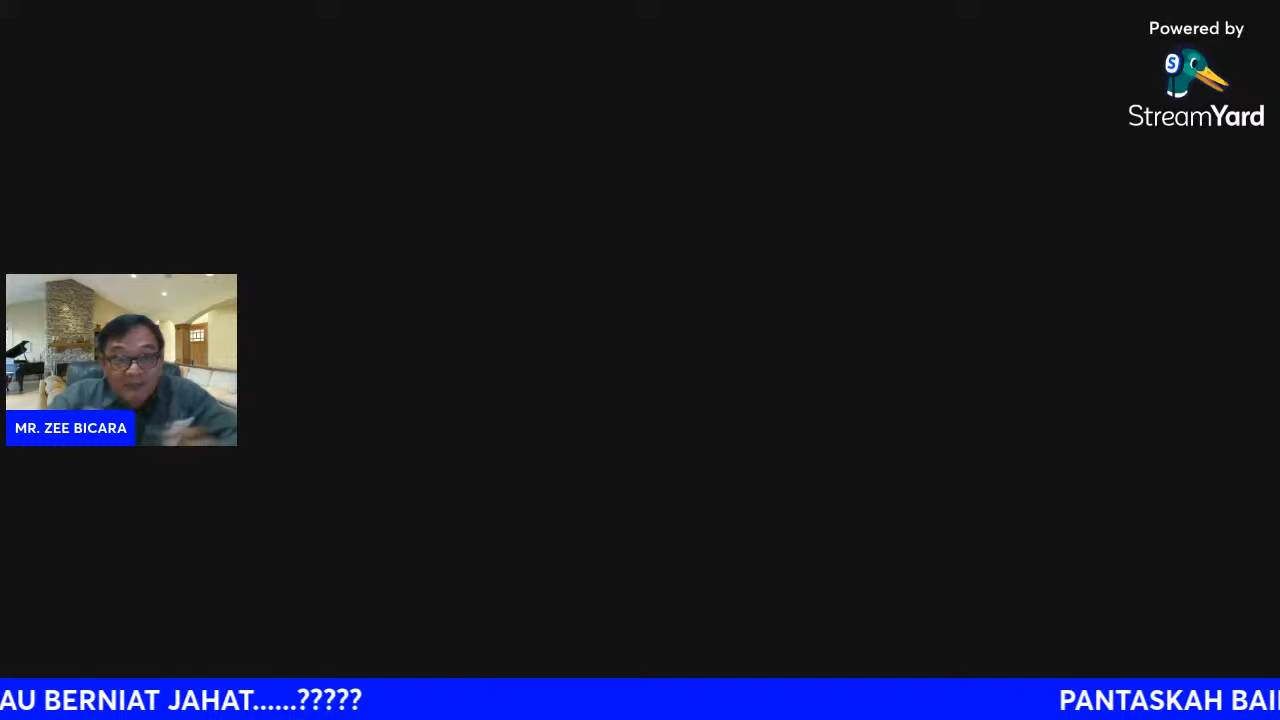 Powered by
S
StreamYard
MR. ZEE BICARA
AU BERNIAT JAHAT......?????
PANTASKAH BAI